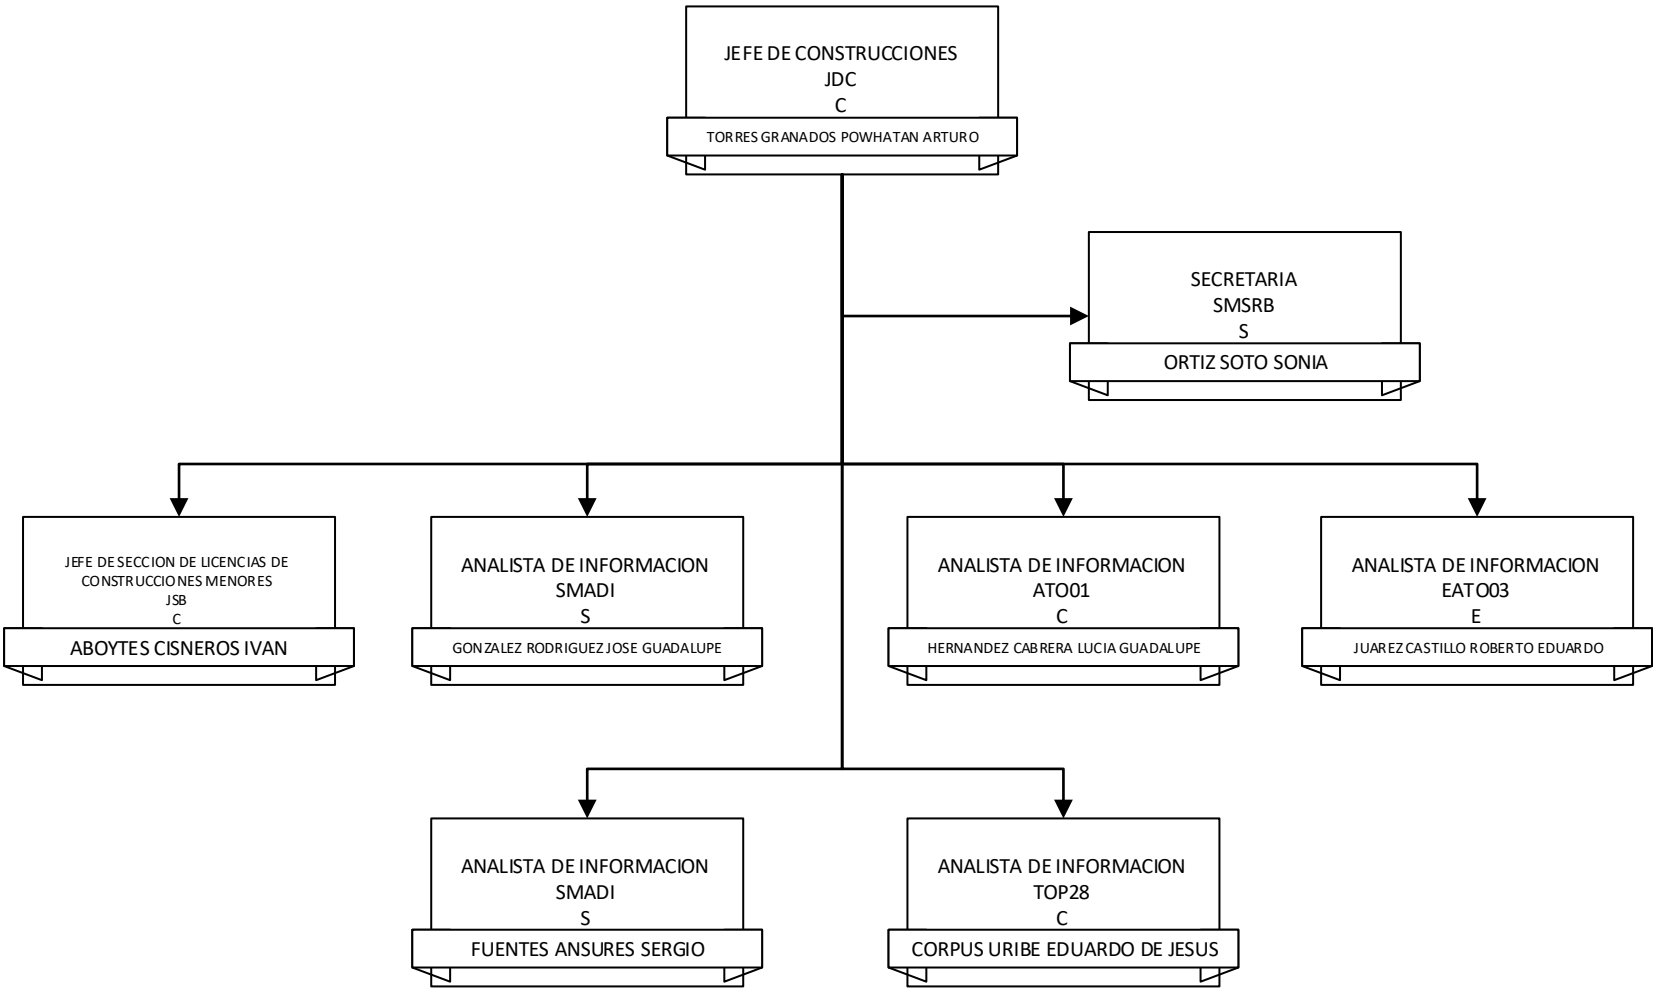 JEFE DE CONSTRUCCIONES
JDC
C
TORRES GRANADOS POWHATAN ARTURO
SECRETARIA
SMSRB
S
ORTIZ SOTO SONIA
JEFE DE SECCION DE LICENCIAS DE
CONSTRUCCIONES MENORES
JSB
C
ABOYTES CISNEROS IVAN
ANALISTA DE INFORMACION
SMADI
S
GONZALEZ RODRIGUEZ JOSE GUADALUPE
ANALISTA DE INFORMACION
ATO01
C
HERNANDEZ CABRERA LUCIA GUADALUPE
ANALISTA DE INFORMACION
EATO03
E
JUAREZ CASTILLO ROBERTO EDUARDO
ANALISTA DE INFORMACION
SMADI
S
FUENTES ANSURES SERGIO
ANALISTA DE INFORMACION
TOP28
C
CORPUS URIBE EDUARDO DE JESUS